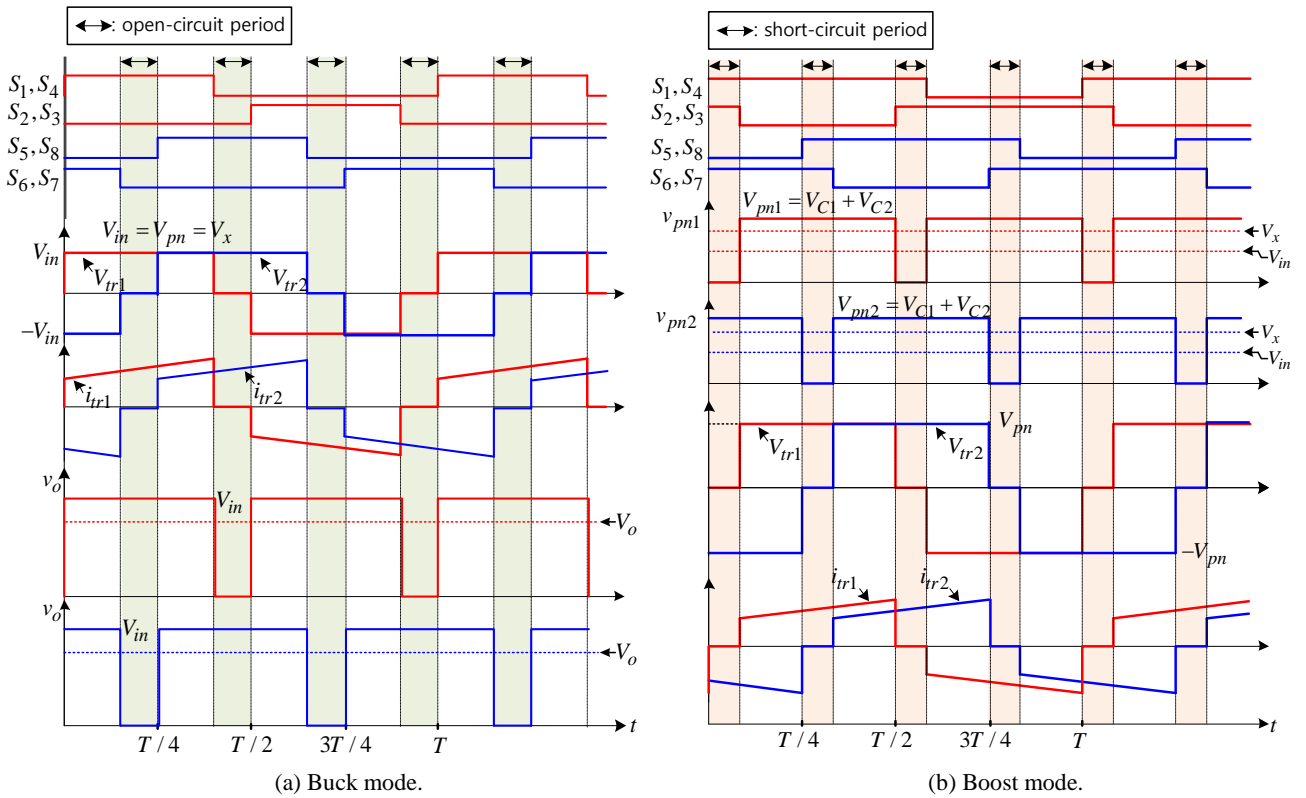 : open-circuit period
S1, S4
S2, S3
S5, S8
S6, S7
Vin = Vpn = Vx
Vin
Vtr1
Vtr2
−Vin
itr1
itr2
vo
Vin
Vo
vo
Vin
Vo
t
T / 4
T / 2
3T / 4
T
(a) Buck mode.
: short-circuit period
S1, S4
S2, S3
S5, S8
S6, S7
Vpn1 = VC1 + VC2
vpn1
Vx
Vin
Vpn2 = VC1 + VC2
vpn2
Vx
Vin
Vpn
Vtr1
Vtr2
−Vpn
itr1
itr2
t
T / 4
T / 2
3T / 4
T
(b) Boost mode.